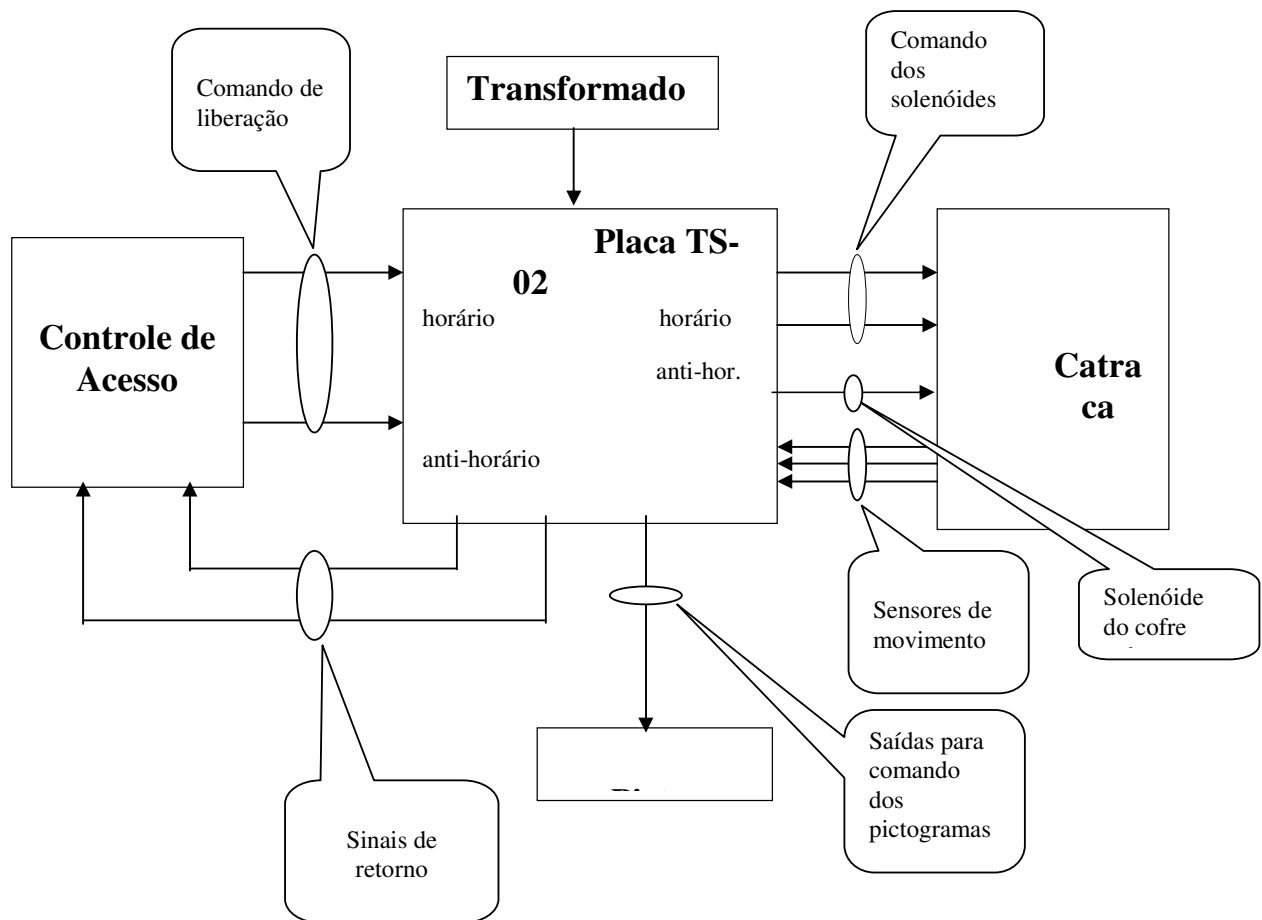 Comando de
liberação
Transformado
Comando
dos
solenóides
Controle de
Acesso
Placa TS-
02
horário
horário
anti-hor.
anti-horário
Catra
ca
Sensores de
movimento
Solenóide
do cofre
Saídas para
comando
dos
pictogramas
Sinais de
retorno